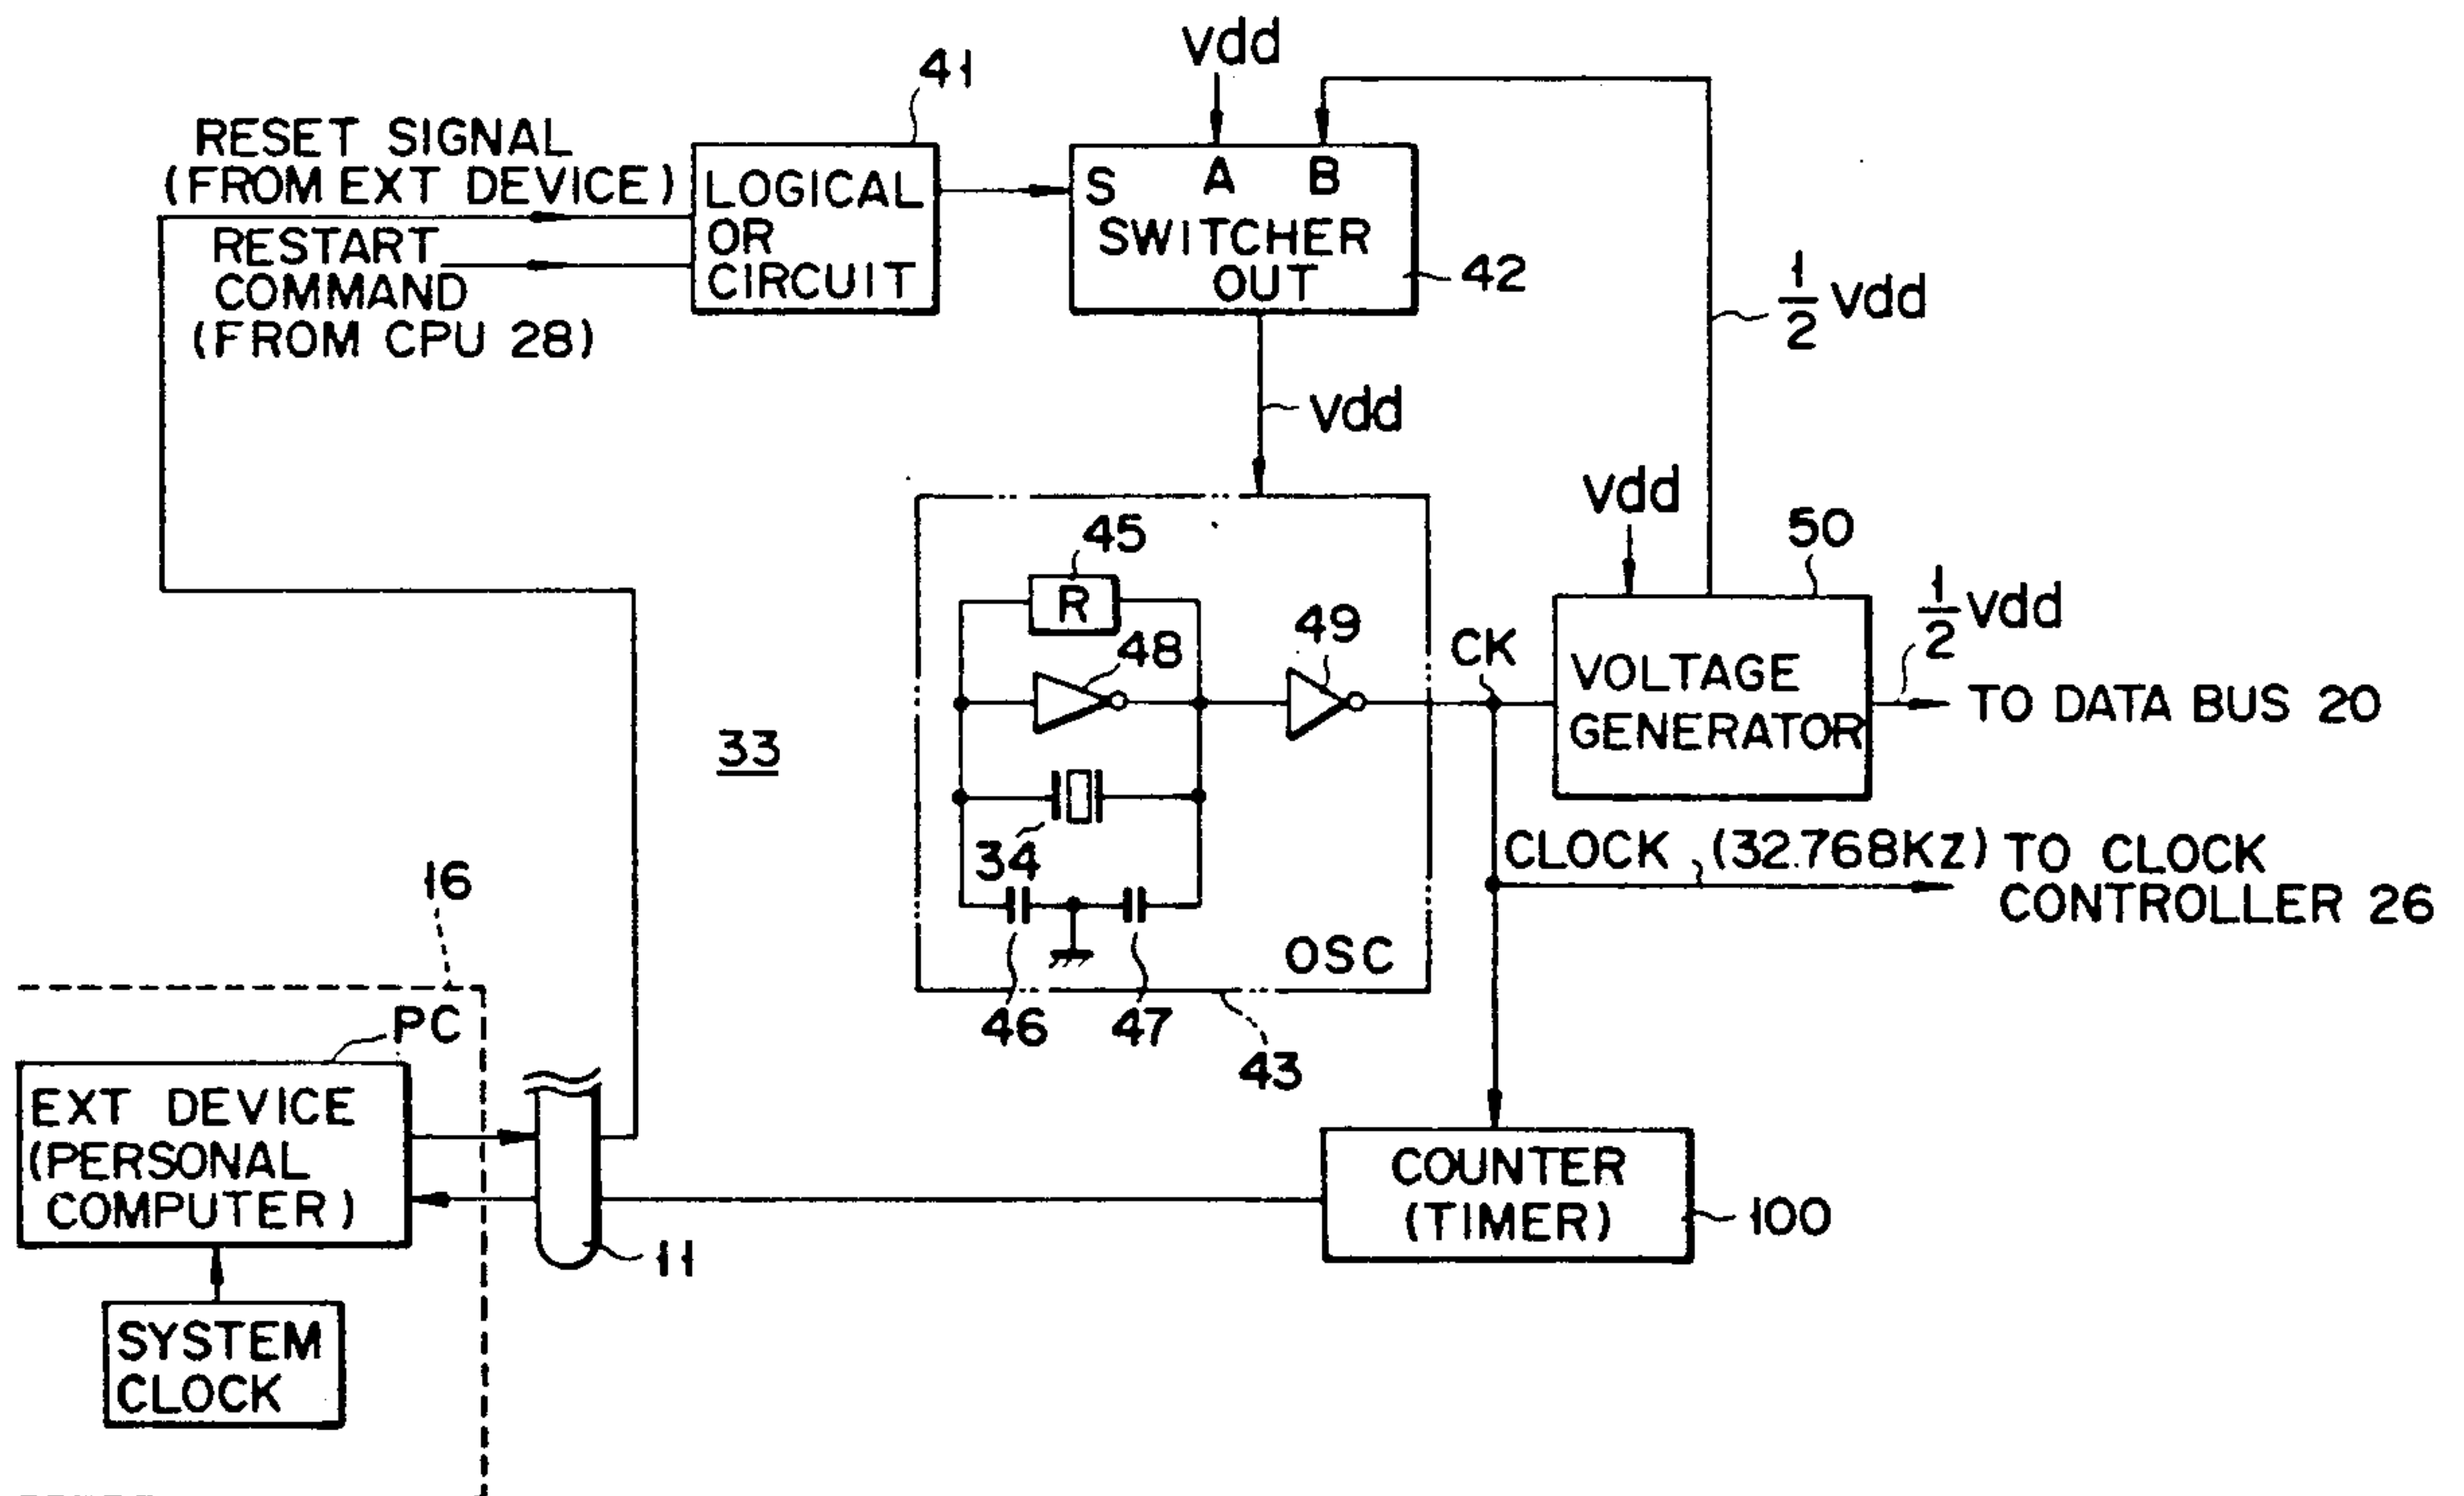 Vdd
41
RESET SIGNAL
(FROM EXT DEVICE)
RESTART
COMMAND
(FROM CPU 28)
LOGICAL
OR
CIRCUIT
S A B
SWITCHER
OUT
42
1/2 Vdd
Vdd
Vdd
50
45
R
48
49
CK
VOLTAGE
GENERATOR
1/2 Vdd
TO DATA BUS 20
33
34
CLOCK (32.768KZ) TO CLOCK
CONTROLLER 26
16
OSC
46
47
43
PC
EXT DEVICE
(PERSONAL
COMPUTER)
11
COUNTER
(TIMER)
100
SYSTEM
CLOCK